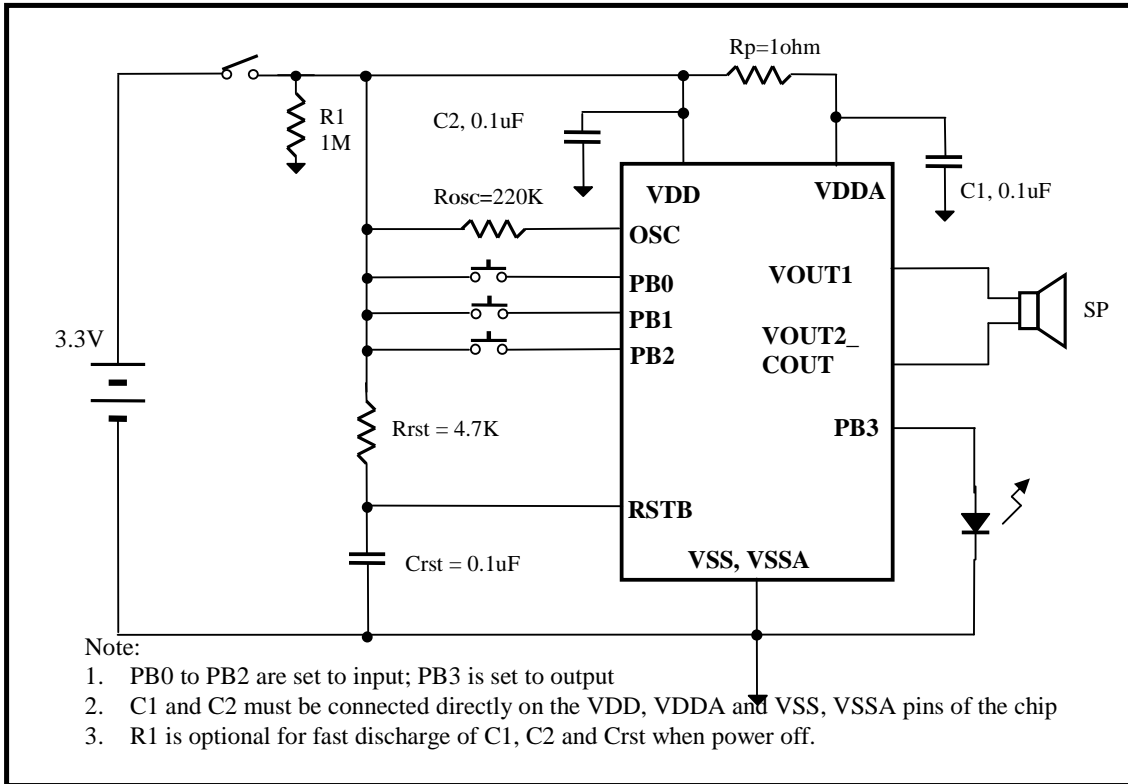 Rp=1ohm
R1
1M
C2, 0.1uF
C1, 0.1uF
VDD
VDDA
Rosc=220K
OSC
PB0
PB1
PB2
VOUT1
VOUT2_
COUT
SP
3.3V
PB3
Rrst = 4.7K
RSTB
Crst = 0.1uF
VSS, VSSA
Note:
1. PB0 to PB2 are set to input; PB3 is set to output
2. C1 and C2 must be connected directly on the VDD, VDDA and VSS, VSSA pins of the chip
3. R1 is optional for fast discharge of C1, C2 and Crst when power off.